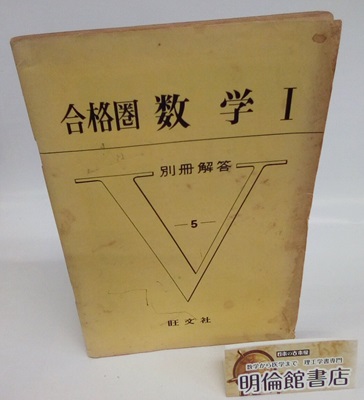 合格圏 数学 I
別冊解答
—5—
旺文社
数学から医学まで 理工学書専門
明倫館書店